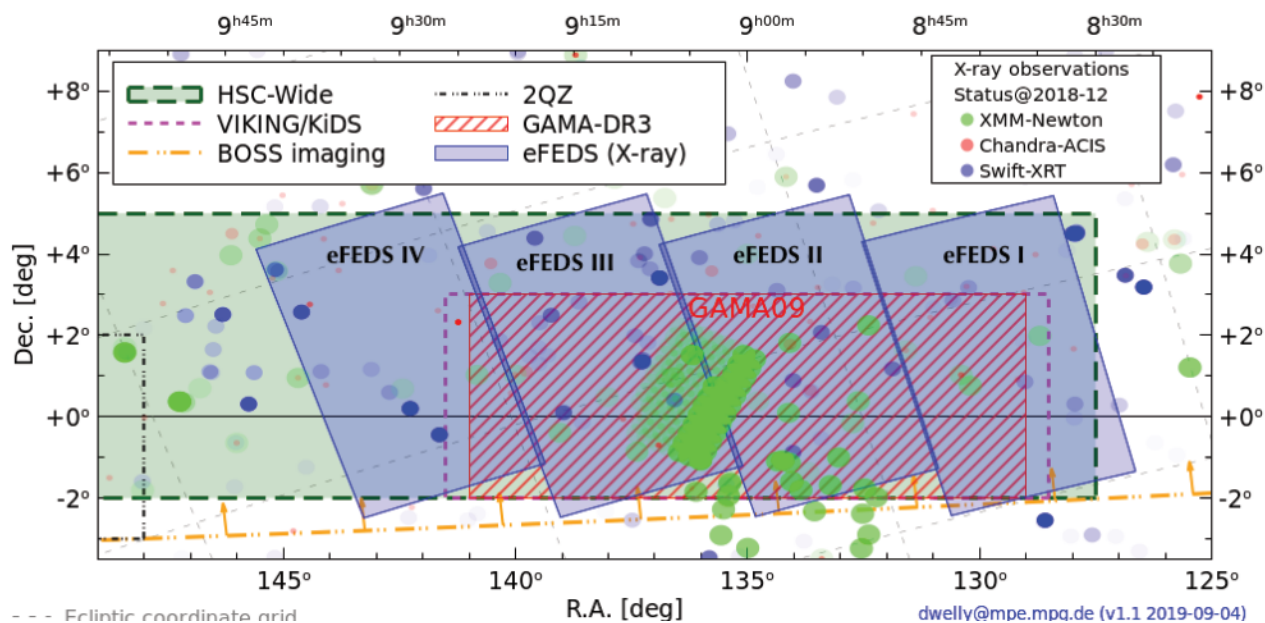 9h45m 9h30m 9h15m 9h00m 8h45m 8h30m
HSC-Wide
VIKING/KiDS
BOSS imaging
2QZ
GAMA-DR3
eFEDS (X-ray)
X-ray observations
Status@2018-12
XMM-Newton
Chandra-ACIS
Swift-XRT
+8° +8°
+6° +6°
+4° +4°
+2° +2°
+0° +0°
-2° -2°
Dec. [deg]
eFEDS IV
eFEDS III
eFEDS II
eFEDS I
GAMA09
145° 140° 135° 130° 125°
R.A. [deg]
--- Ecliptic coordinate grid
dwelly@mpe.mpg.de (v1.1 2019-09-04)